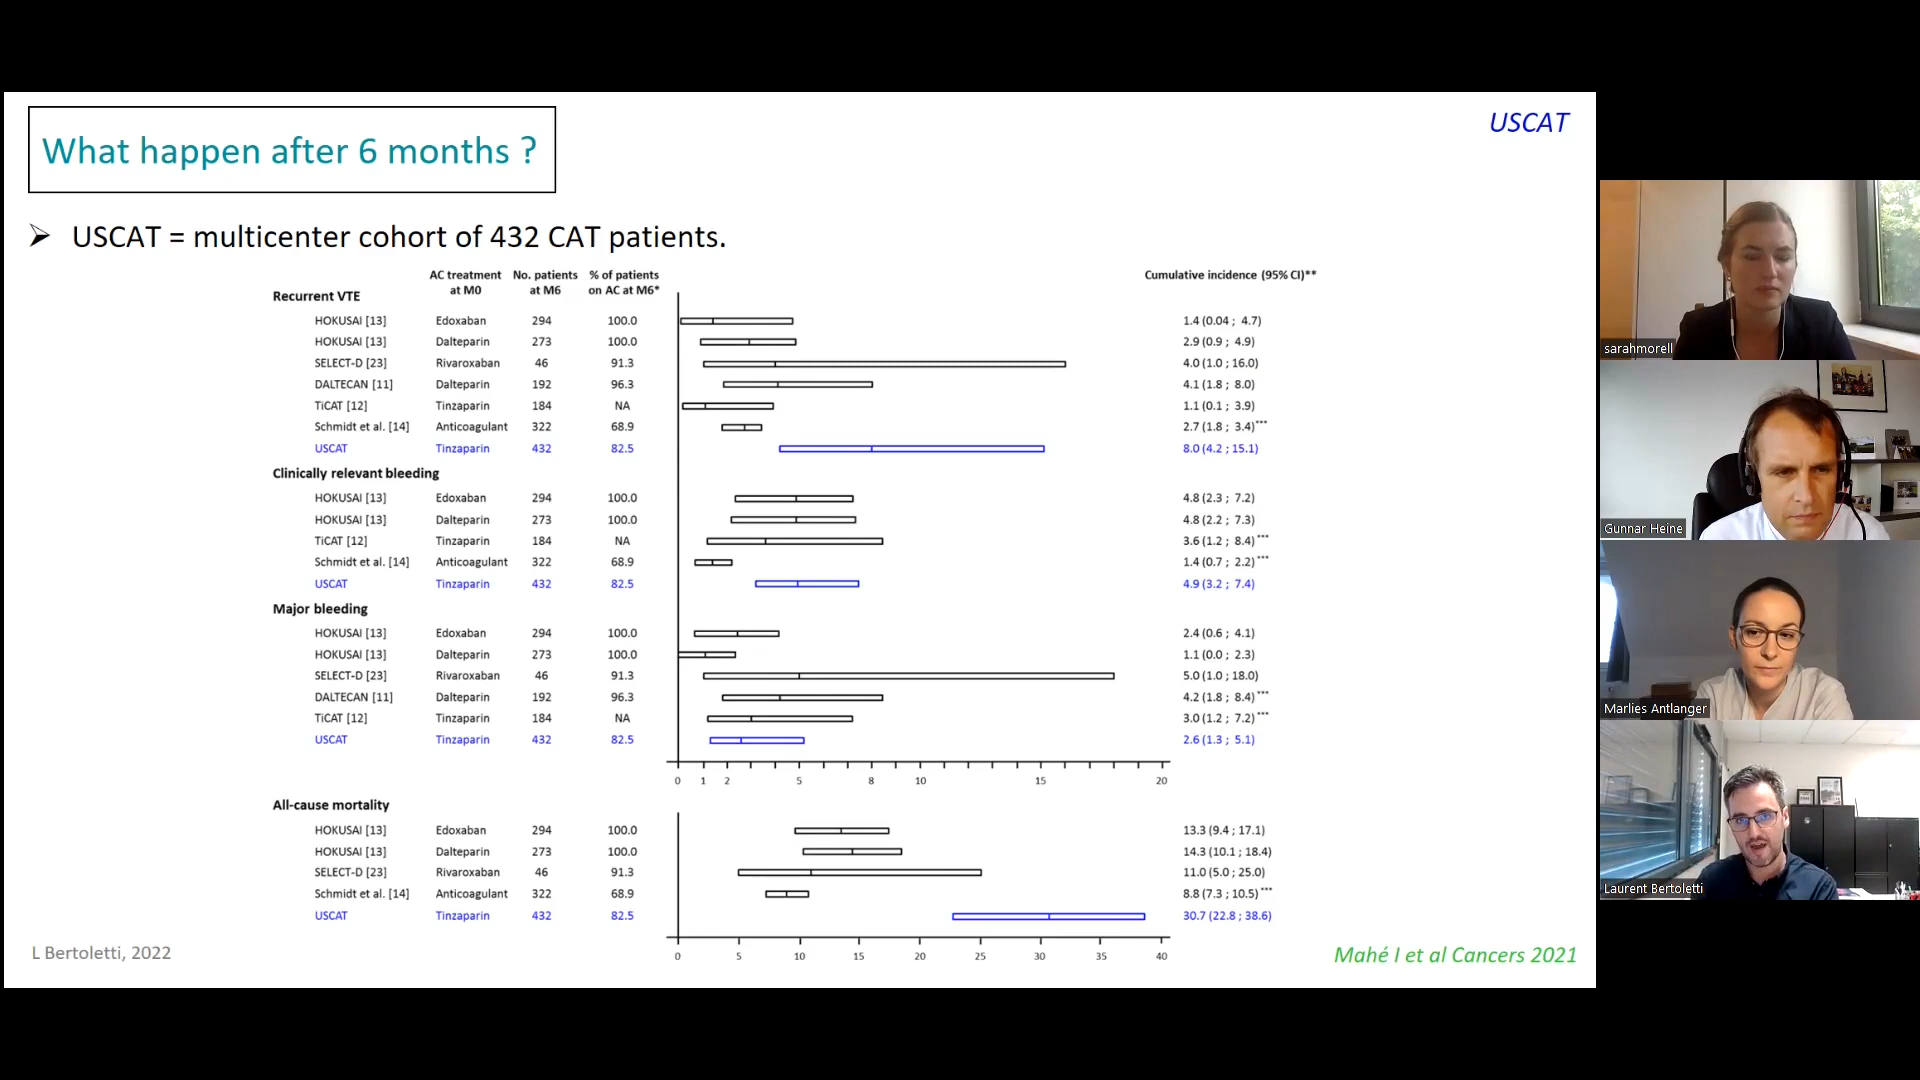 What happen after 6 months ?
USCAT
➢ USCAT = multicenter cohort of 432 CAT patients.
AC treatment at M0 No. patients at M6 % of patients on AC at M6* Cumulative incidence (95% CI)**
Recurrent VTE
HOKUSAI [13] Edoxaban 294 100.0 1.4 (0.04 ; 4.7)
HOKUSAI [13] Dalteparin 273 100.0 2.9 (0.9 ; 4.9)
SELECT-D [23] Rivaroxaban 46 91.3 4.0 (1.0 ; 16.0)
DALTECAN [11] Dalteparin 192 96.3 4.1 (1.8 ; 8.0)
TiCAT [12] Tinzaparin 184 NA 1.1 (0.1 ; 3.9)
Schmidt et al. [14] Anticoagulant 322 68.9 2.7 (1.8 ; 3.4)***
USCAT Tinzaparin 432 82.5 8.0 (4.2 ; 15.1)
Clinically relevant bleeding
HOKUSAI [13] Edoxaban 294 100.0 4.8 (2.3 ; 7.2)
HOKUSAI [13] Dalteparin 273 100.0 4.8 (2.2 ; 7.3)
TiCAT [12] Tinzaparin 184 NA 3.6 (1.2 ; 8.4)***
Schmidt et al. [14] Anticoagulant 322 68.9 1.4 (0.7 ; 2.2)***
USCAT Tinzaparin 432 82.5 4.9 (3.2 ; 7.4)
Major bleeding
HOKUSAI [13] Edoxaban 294 100.0 2.4 (0.6 ; 4.1)
HOKUSAI [13] Dalteparin 273 100.0 1.1 (0.0 ; 2.3)
SELECT-D [23] Rivaroxaban 46 91.3 5.0 (1.0 ; 18.0)
DALTECAN [11] Dalteparin 192 96.3 4.2 (1.8 ; 8.4)***
TiCAT [12] Tinzaparin 184 NA 3.0 (1.2 ; 7.2)***
USCAT Tinzaparin 432 82.5 2.6 (1.3 ; 5.1)
0 1 2 5 8 10 15 20
All-cause mortality
HOKUSAI [13] Edoxaban 294 100.0 13.3 (9.4 ; 17.1)
HOKUSAI [13] Dalteparin 273 100.0 14.3 (10.1 ; 18.4)
SELECT-D [23] Rivaroxaban 46 91.3 11.0 (5.0 ; 25.0)
Schmidt et al. [14] Anticoagulant 322 68.9 8.8 (7.3 ; 10.5)***
USCAT Tinzaparin 432 82.5 30.7 (22.8 ; 38.6)
0 5 10 15 20 25 30 35 40
L Bertoletti, 2022
Mahé I et al Cancers 2021
sarahmorell
Gunnar Heine
Marlies Antlanger
Laurent Bertoletti